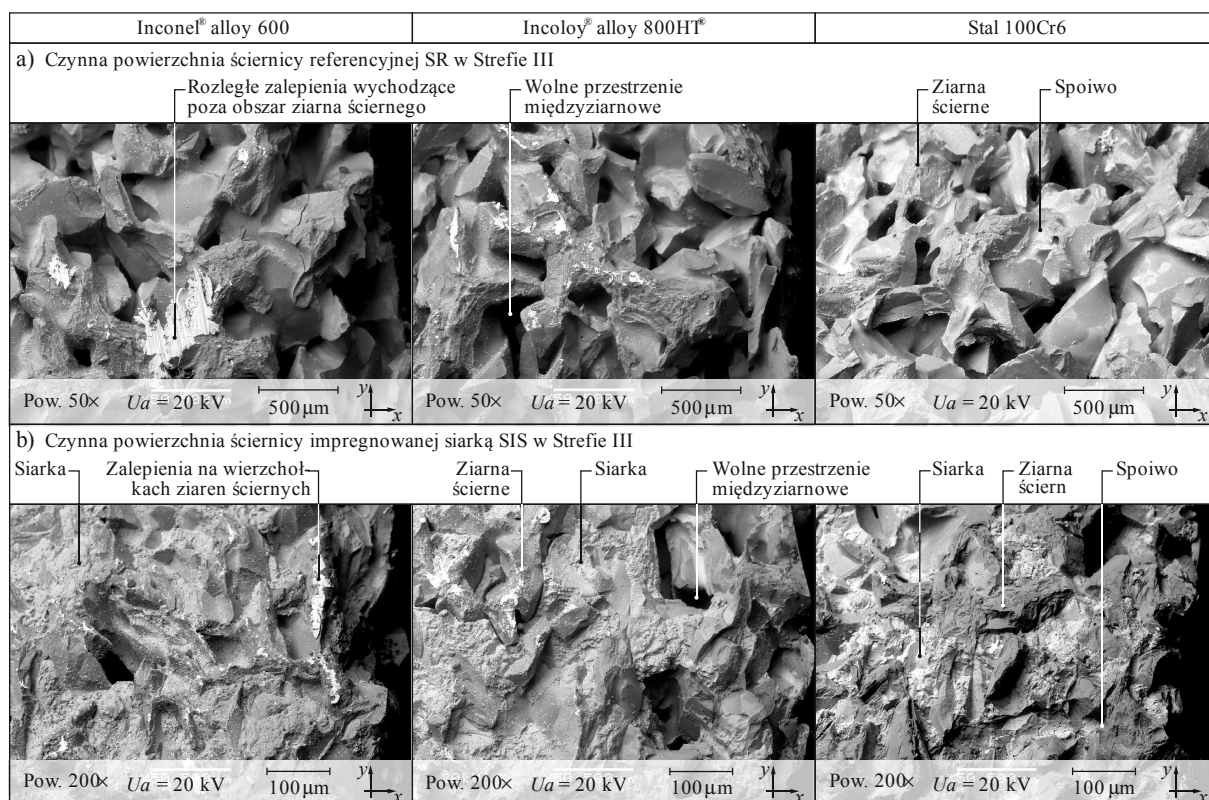 Inconel® alloy 600
Incoloy® alloy 800HT®
Stal 100Cr6
a) Czynna powierzchnia ściernicy referencyjnej SR w Strefie III
Rozległe zalepienia wychodzące
poza obszar ziarna ściernego
Wolne przestrzenie
międzyziarnowe
Ziarna
ścierne
Spoiwo
Pow. 50× Ua = 20 kV 500 µm y x
Pow. 50× Ua = 20 kV 500 µm y x
Pow. 50× Ua = 20 kV 500 µm y x
b) Czynna powierzchnia ściernicy impregnowanej siarką SIS w Strefie III
Siarka
Zalepienia na wierzchoł-
kach ziaren ściernych
Ziarna
ścierne
Siarka
Wolne przestrzenie
międzyziarnowe
Siarka
Ziarna
ściern
Spoiwo
Pow. 200× Ua = 20 kV 100 µm y x
Pow. 200× Ua = 20 kV 100 µm y x
Pow. 200× Ua = 20 kV 100 µm y x